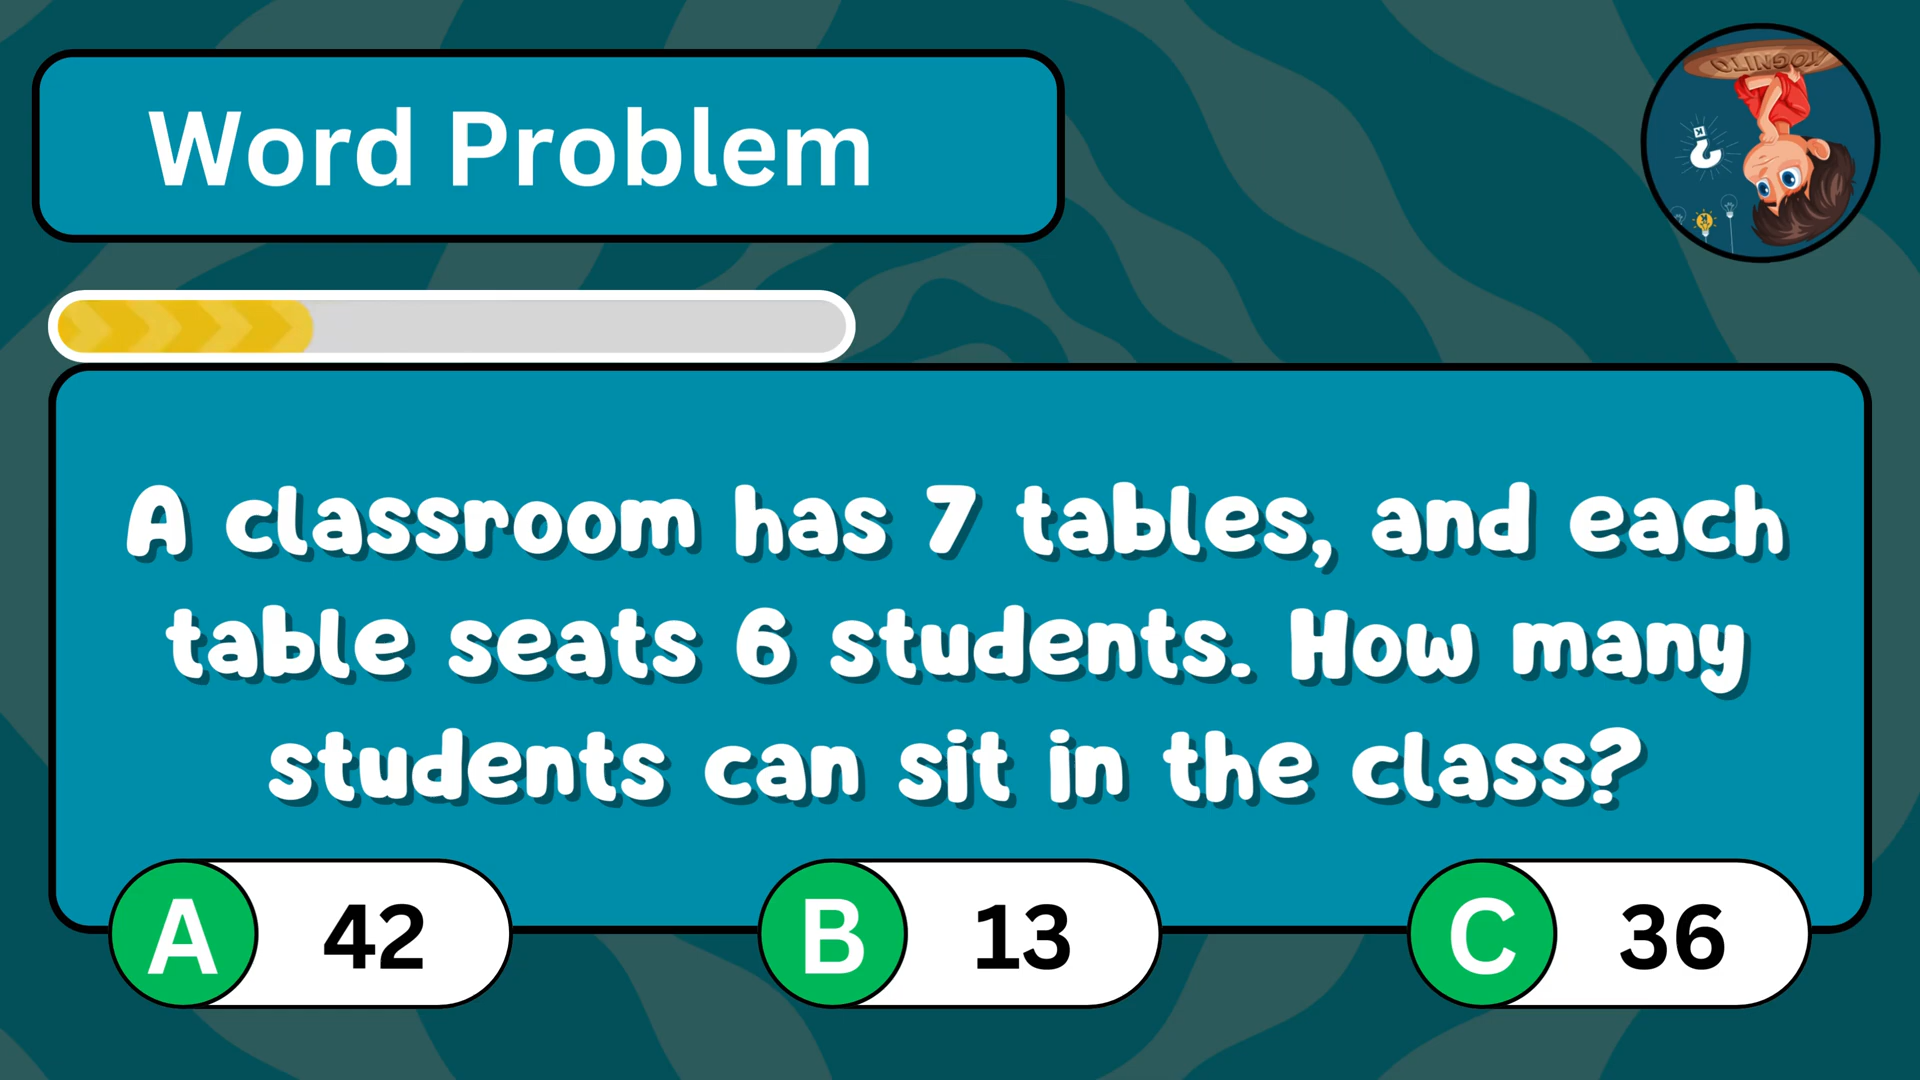 Word Problem
KOGNITO
A classroom has 7 tables, and each
table seats 6 students. How many
students can sit in the class?
A 42
B 13
C 36